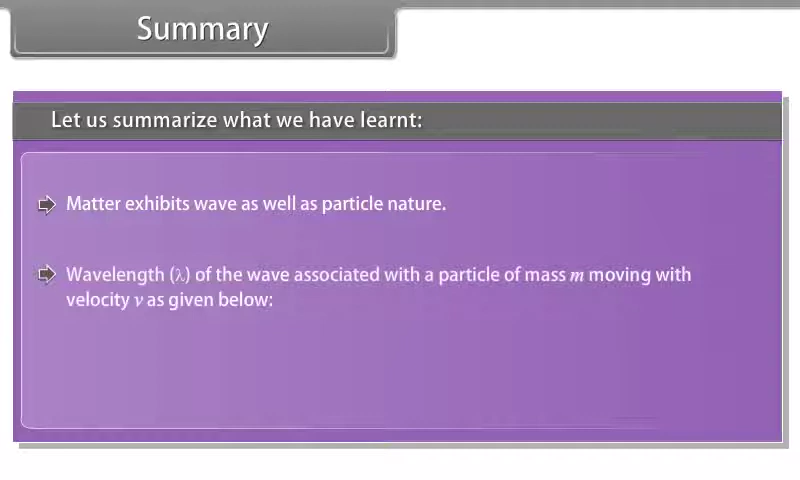 Summary
Let us summarize what we have learnt:
Matter exhibits wave as well as particle nature.
Wavelength (λ) of the wave associated with a particle of mass m moving with
velocity v as given below: